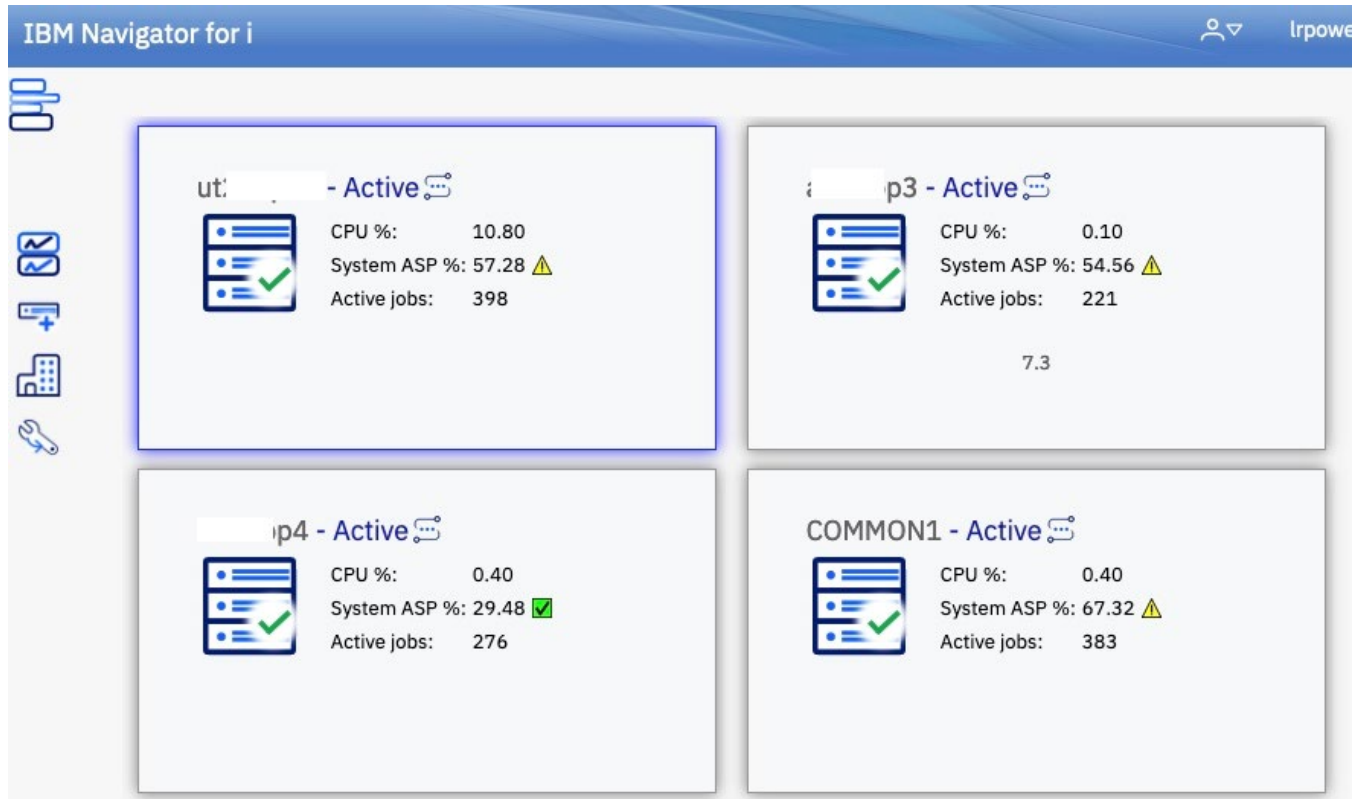 IBM Navigator for i
lrpowe
- Active
CPU %: 10.80
System ASP %: 57.28
Active jobs: 398
p3 - Active
CPU %: 0.10
System ASP %: 54.56
Active jobs: 221
7.3
p4 - Active
CPU %: 0.40
System ASP %: 29.48
Active jobs: 276
COMMON1 - Active
CPU %: 0.40
System ASP %: 67.32
Active jobs: 383